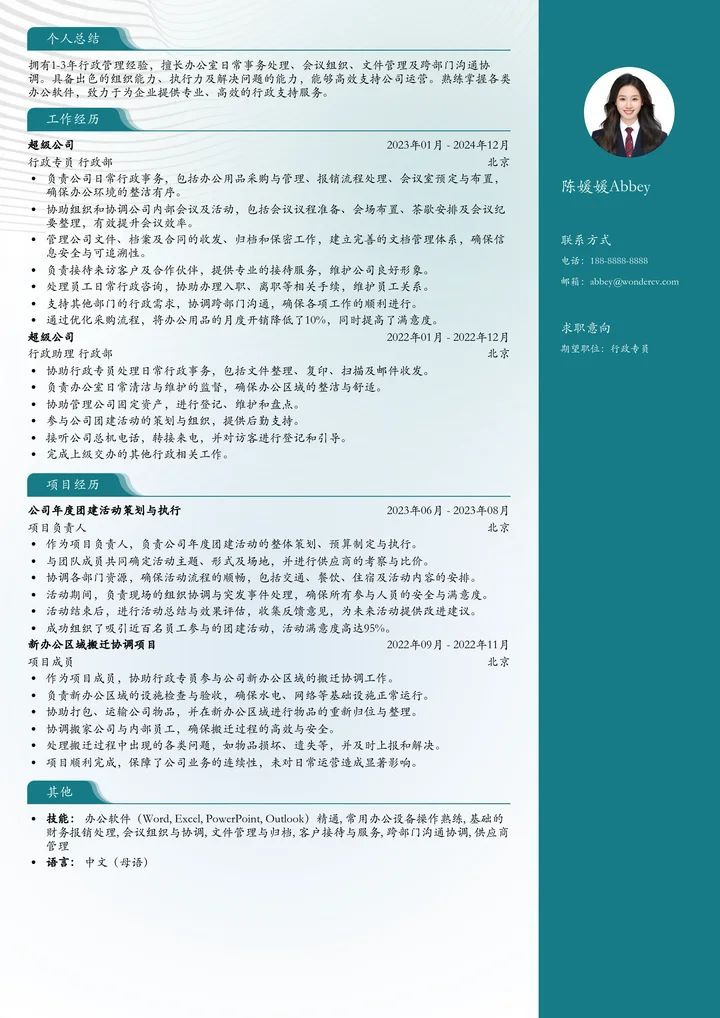 个人总结
拥有1-3年行政管理经验，擅长办公室日常事务处理、会议组织、文件管理及跨部门沟通协
调。具备出色的组织能力、执行力及解决问题的能力，能够高效支持公司运营。熟练掌握各类
办公软件，致力于为企业提供专业、高效的行政支持服务。
工作经历
超级公司 2023年01月 - 2024年12月
行政专员 行政部 北京
• 负责公司日常行政事务，包括办公用品采购与管理、报销流程处理、会议室预定与布置，
确保办公环境的整洁有序。
• 协助组织和协调公司内部会议及活动，包括会议议程准备、会场布置、茶歇安排及会议纪
要整理，有效提升会议效率。
• 管理公司文件、档案及合同的收发、归档和保密工作，建立完善的文档管理体系，确保信
息安全与可追溯性。
• 负责接待来访客户及合作伙伴，提供专业的接待服务，维护公司良好形象。
• 处理员工日常行政咨询，协助办理入职、离职等相关手续，维护员工关系。
• 支持其他部门的行政需求，协调跨部门沟通，确保各项工作的顺利进行。
• 通过优化采购流程，将办公用品的月度开销降低了10%，同时提高了满意度。
超级公司 2022年01月 - 2022年12月
行政助理 行政部 北京
• 协助行政专员处理日常行政事务，包括文件整理、复印、扫描及邮件收发。
• 负责办公室日常清洁与维护的监督，确保办公区域的整洁与舒适。
• 协助管理公司固定资产，进行登记、维护和盘点。
• 参与公司团建活动的策划与组织，提供后勤支持。
• 接听公司总机电话，转接来电，并对访客进行登记和引导。
• 完成上级交办的其他行政相关工作。
项目经历
公司年度团建活动策划与执行 2023年06月 - 2023年08月
项目负责人 北京
• 作为项目负责人，负责公司年度团建活动的整体策划、预算制定与执行。
• 与团队成员共同确定活动主题、形式及场地，并进行供应商的考察与比价。
• 协调各部门资源，确保活动流程的顺畅，包括交通、餐饮、住宿及活动内容的安排。
• 活动期间，负责现场的组织协调与突发事件处理，确保所有参与人员的安全与满意度。
• 活动结束后，进行活动总结与效果评估，收集反馈意见，为未来活动提供改进建议。
• 成功组织了吸引近百名员工参与的团建活动，活动满意度高达95%。
新办公区域搬迁协调项目 2022年09月 - 2022年11月
项目成员 北京
• 作为项目成员，协助行政专员参与公司新办公区域的搬迁协调工作。
• 负责新办公区域的设施检查与验收，确保水电、网络等基础设施正常运行。
• 协助打包、运输公司物品，并在新办公区域进行物品的重新归位与整理。
• 协调搬家公司与内部员工，确保搬迁过程的高效与安全。
• 处理搬迁过程中出现的各类问题，如物品损坏、遗失等，并及时上报和解决。
• 项目顺利完成，保障了公司业务的连续性，未对日常运营造成显著影响。
其他
• 技能： 办公软件（Word, Excel, PowerPoint, Outlook）精通, 常用办公设备操作熟练, 基础的
财务报销处理, 会议组织与协调, 文件管理与归档, 客户接待与服务, 跨部门沟通协调, 供应商
管理
• 语言： 中文（母语）
陈媛媛Abbey
联系方式
电话：188-8888-8888
邮箱：abbey@wondercv.com
求职意向
期望职位：行政专员